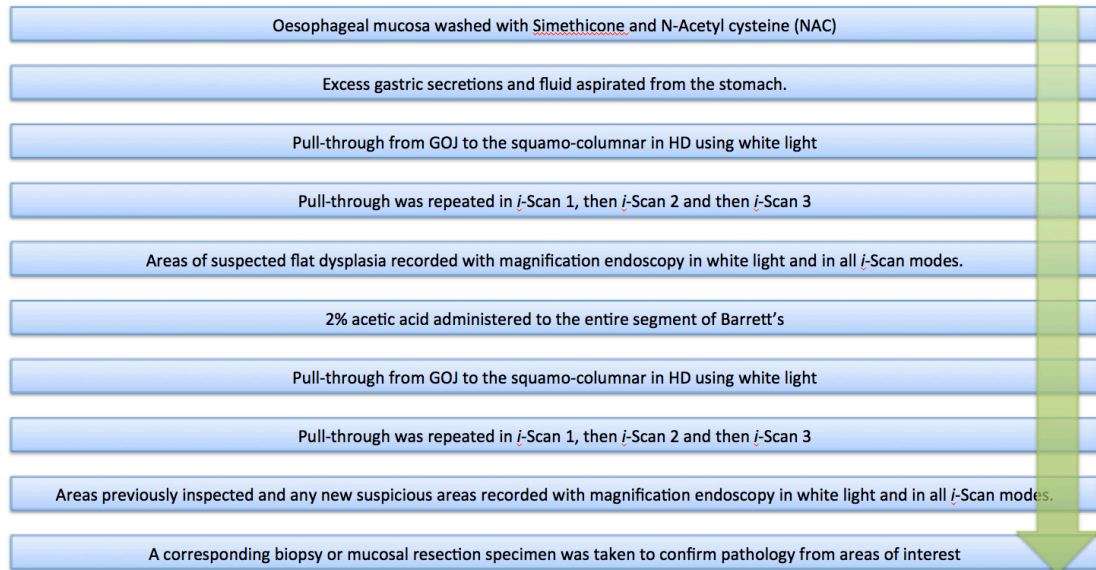 Oesophageal mucosa washed with Simethicone and N-Acetyl cysteine (NAC)
Excess gastric secretions and fluid aspirated from the stomach.
Pull-through from GOJ to the squamo-columnar in HD using white light
Pull-through was repeated in i-Scan 1, then i-Scan 2 and then i-Scan 3
Areas of suspected flat dysplasia recorded with magnification endoscopy in white light and in all i-Scan modes.
2% acetic acid administered to the entire segment of Barrett’s
Pull-through from GOJ to the squamo-columnar in HD using white light
Pull-through was repeated in i-Scan 1, then i-Scan 2 and then i-Scan 3
Areas previously inspected and any new suspicious areas recorded with magnification endoscopy in white light and in all i-Scan modes.
A corresponding biopsy or mucosal resection specimen was taken to confirm pathology from areas of interest